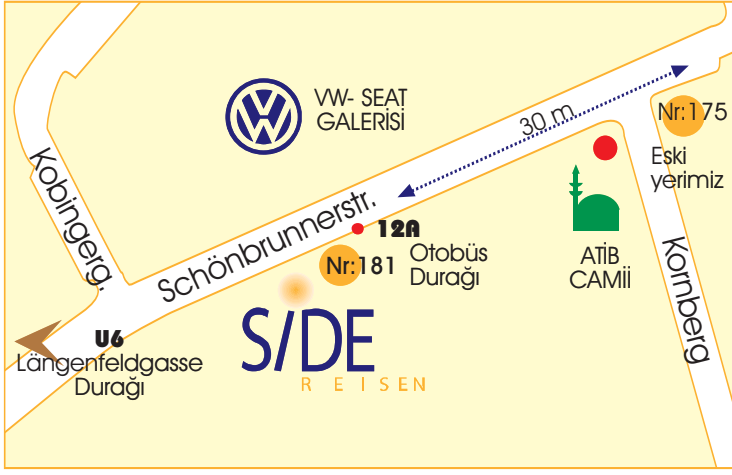 VW- SEAT
GALERİSİ
30 m.
Nr:175
Eski
yerimiz
Kobingerg.
Schönbrunnerstr.
12A
Otobüs
Durağı
Nr:181
ATİB
CAMİİ
Kornberg
U6
Längenfeldgasse
Durağı
SIDE
REISEN